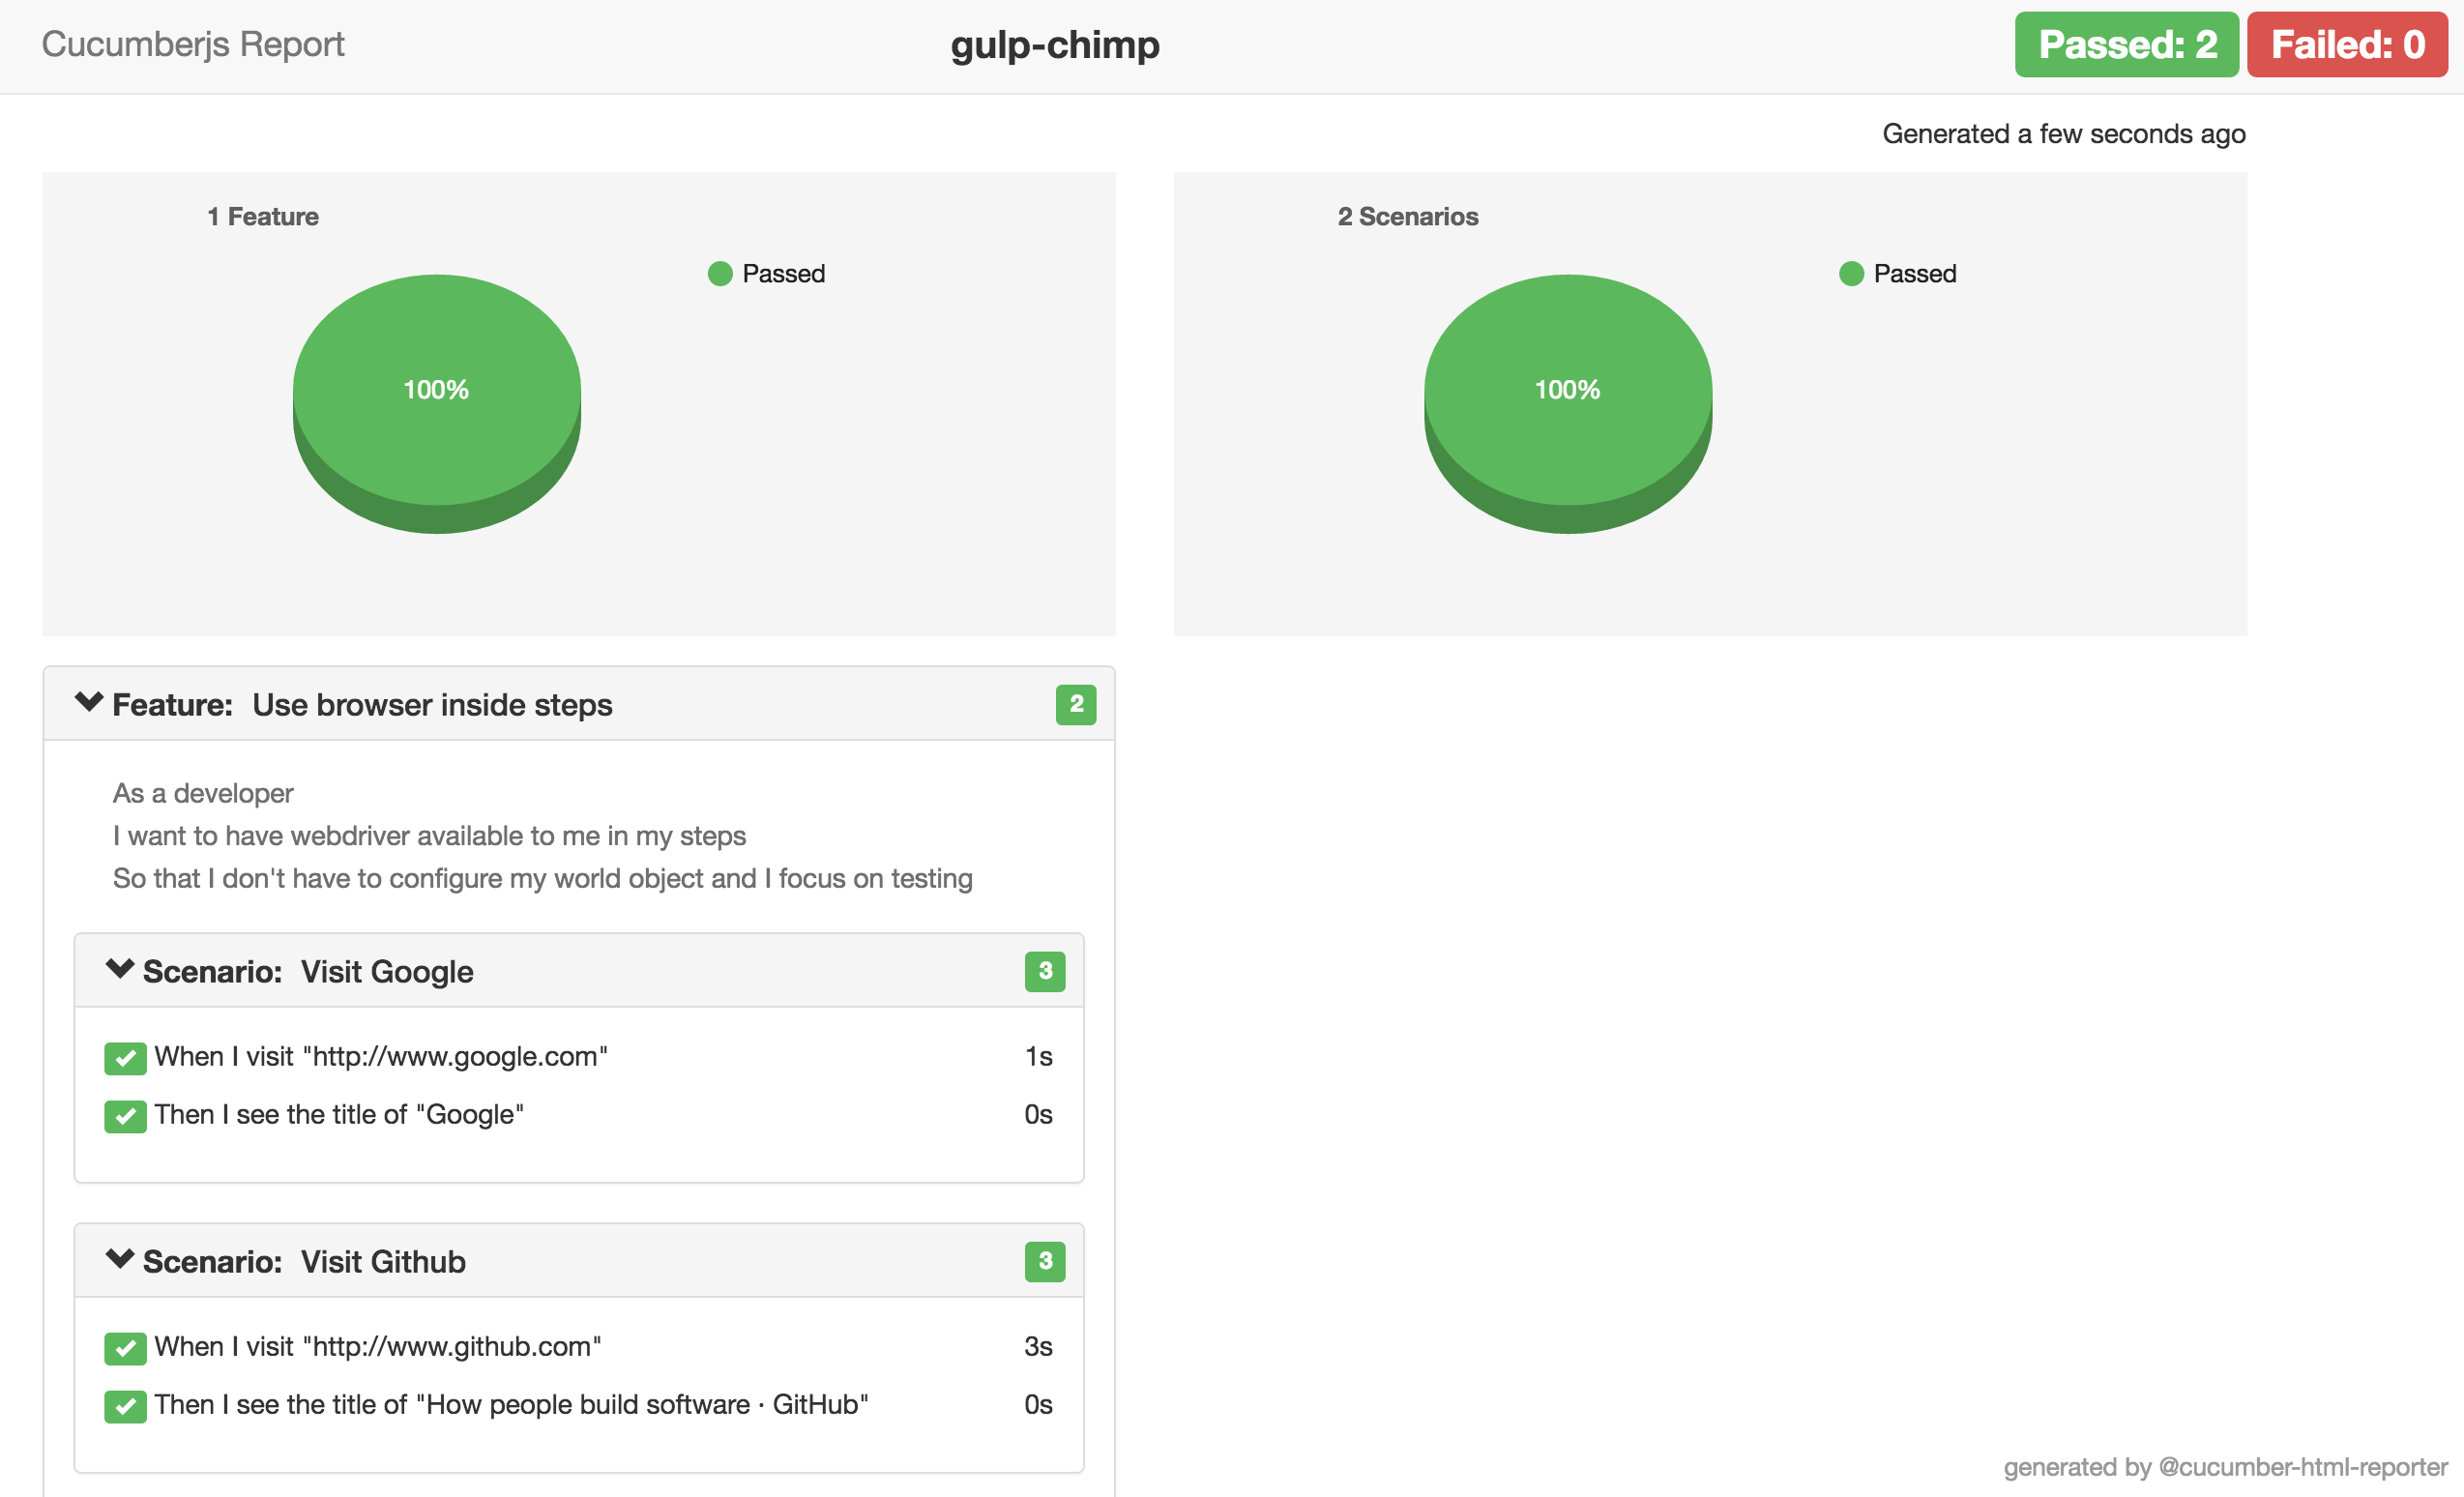 Cucumberjs Report
gulp-chimp
Passed: 2
Failed: 0
Generated a few seconds ago
1 Feature
Passed
100%
2 Scenarios
Passed
100%
Feature: Use browser inside steps
2
As a developer
I want to have webdriver available to me in my steps
So that I don't have to configure my world object and I focus on testing
Scenario: Visit Google
3
When I visit "http://www.google.com"
1s
Then I see the title of "Google"
0s
Scenario: Visit Github
3
When I visit "http://www.github.com"
3s
Then I see the title of "How people build software · GitHub"
0s
generated by @cucumber-html-reporter